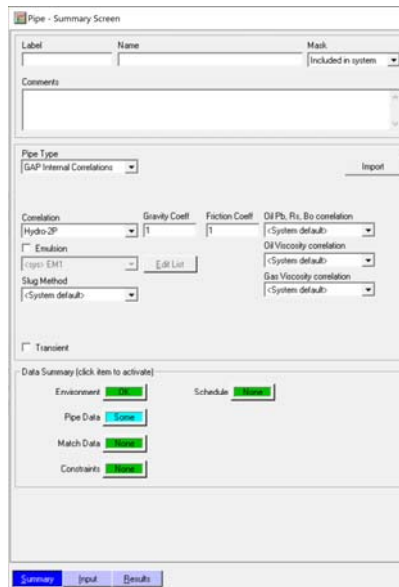 Pipe - Summary Screen
Label Name Mask
Included in system
Comments
Pipe Type
GAP Internal Correlations Import
Correlation Gravity Coeff Friction Coeff Oil Pb, Rs, Bo correlation
Hydro-2P 1 1 <System default>
Emulsion Oil Viscosity correlation
<sys> EM1 Edit List <System default>
Slug Method Gas Viscosity correlation
<System default> <System default>
Transient
Data Summary (click item to activate)
Environment OK Schedule None
Pipe Data Some
Match Data None
Constraints None
Summary Input Results